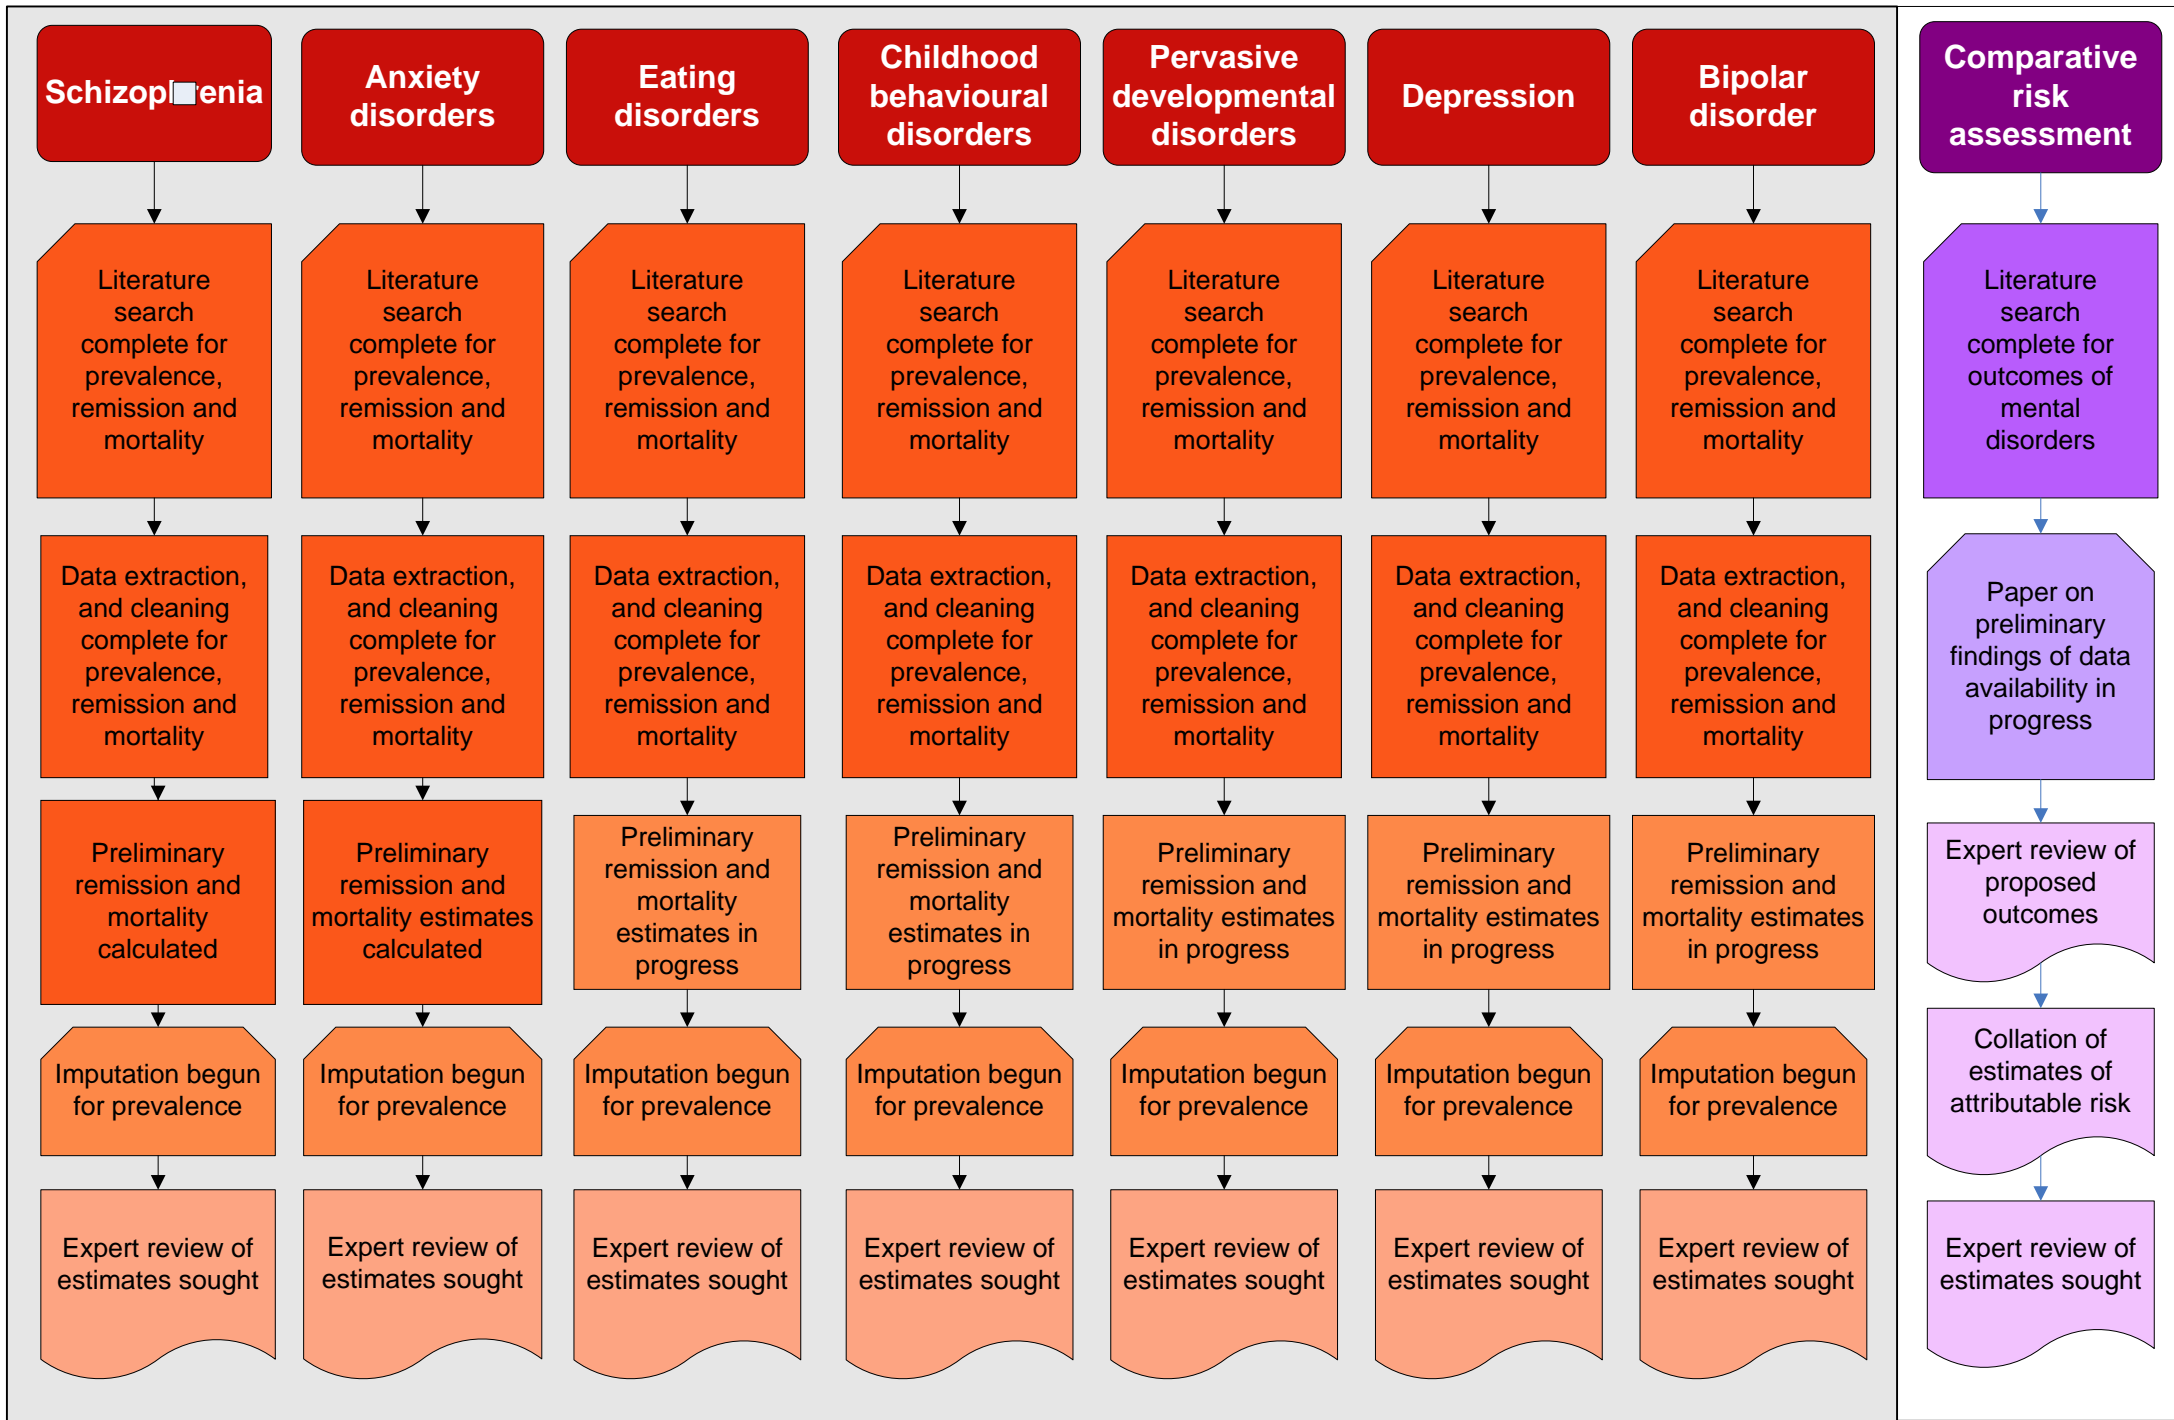 Schizophrenia
Literature
search
complete for
prevalence,
remission and
mortality
Data extraction,
and cleaning
complete for
prevalence,
remission and
mortality
Preliminary
remission and
mortality
calculated
Imputation begun
for prevalence
Expert review of
estimates sought
Anxiety
disorders
Literature
search
complete for
prevalence,
remission and
mortality
Data extraction,
and cleaning
complete for
prevalence,
remission and
mortality
Preliminary
remission and
mortality estimates
calculated
Imputation begun
for prevalence
Expert review of
estimates sought
Eating
disorders
Literature
search
complete for
prevalence,
remission and
mortality
Data extraction,
and cleaning
complete for
prevalence,
remission and
mortality
Preliminary
remission and
mortality
estimates in
progress
Imputation begun
for prevalence
Expert review of
estimates sought
Childhood
behavioural
disorders
Literature
search
complete for
prevalence,
remission and
mortality
Data extraction,
and cleaning
complete for
prevalence,
remission and
mortality
Preliminary
remission and
mortality
estimates in
progress
Imputation begun
for prevalence
Expert review of
estimates sought
Pervasive
developmental
disorders
Literature
search
complete for
prevalence,
remission and
mortality
Data extraction,
and cleaning
complete for
prevalence,
remission and
mortality
Preliminary
remission and
mortality estimates
in progress
Imputation begun
for prevalence
Expert review of
estimates sought
Depression
Literature
search
complete for
prevalence,
remission and
mortality
Data extraction,
and cleaning
complete for
prevalence,
remission and
mortality
Preliminary
remission and
mortality estimates
in progress
Imputation begun
for prevalence
Expert review of
estimates sought
Bipolar
disorder
Literature
search
complete for
prevalence,
remission and
mortality
Data extraction,
and cleaning
complete for
prevalence,
remission and
mortality
Preliminary
remission and
mortality estimates
in progress
Imputation begun
for prevalence
Expert review of
estimates sought
Comparative
risk
assessment
Literature
search
complete for
outcomes of
mental
disorders
Paper on
preliminary
findings of data
availability in
progress
Expert review of
proposed
outcomes
Collation of
estimates of
attributable risk
Expert review of
estimates sought